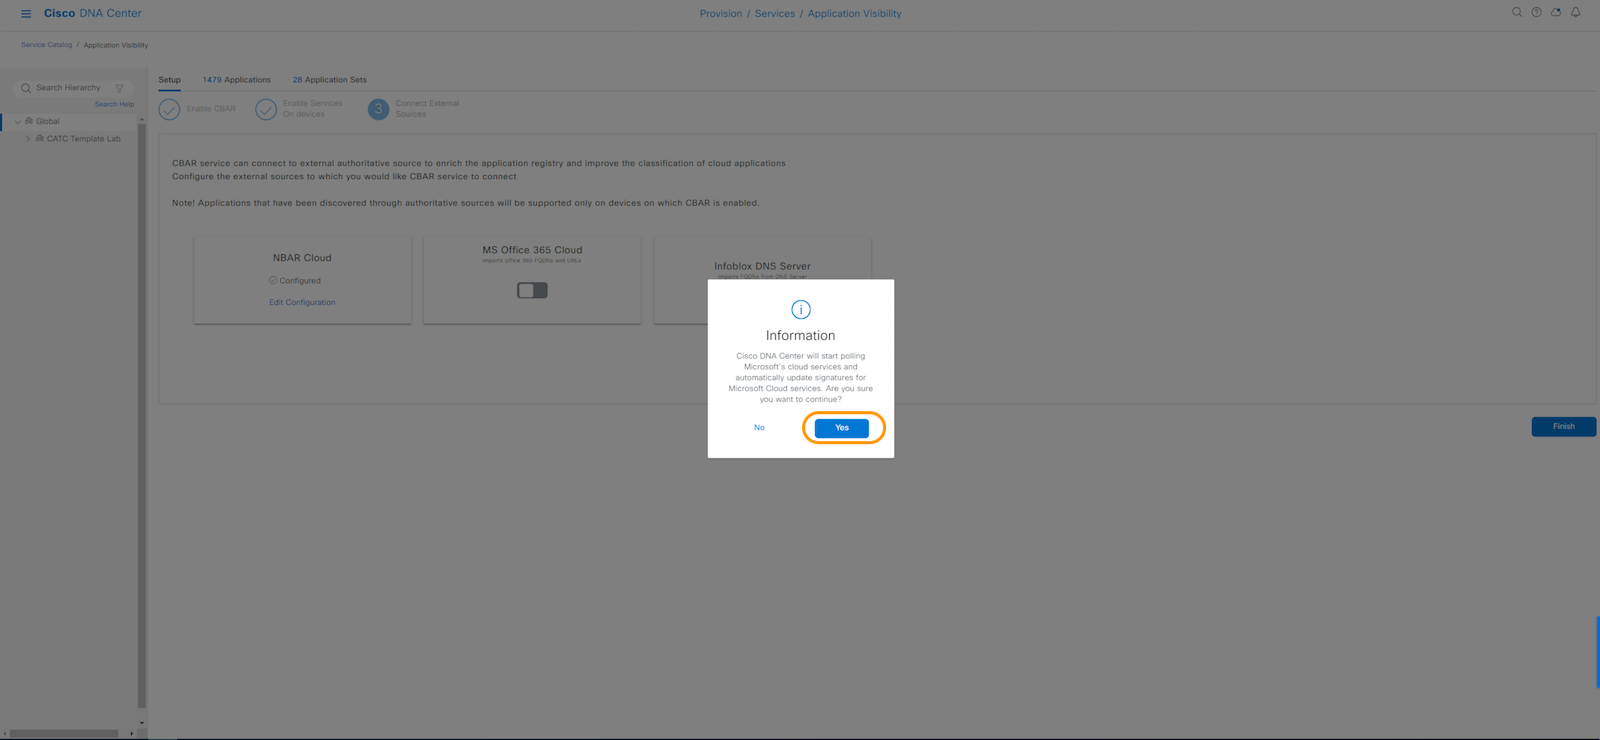 Cisco DNA Center
Provision / Services / Application Visibility
Service Catalog / Application Visibility
Search Hierarchy
Search Help
Global
CATC Template Lab
Setup
1479 Applications
28 Application Sets
Enable CBAR
Enable Services
On devices
3
Connect External
Sources
CBAR service can connect to external authoritative source to enrich the application registry and improve the classification of cloud applications
Configure the external sources to which you would like CBAR service to connect
Note! Applications that have been discovered through authoritative sources will be supported only on devices on which CBAR is enabled.
NBAR Cloud
Configured
Edit Configuration
MS Office 365 Cloud
Imports office 365 FQDNs and URLs
Infoblox DNS Server
Imports FQDNs from DNS Server
Information
Cisco DNA Center will start polling
Microsoft's cloud services and
automatically update signatures for
Microsoft Cloud services. Are you sure
you want to continue?
No
Yes
Finish